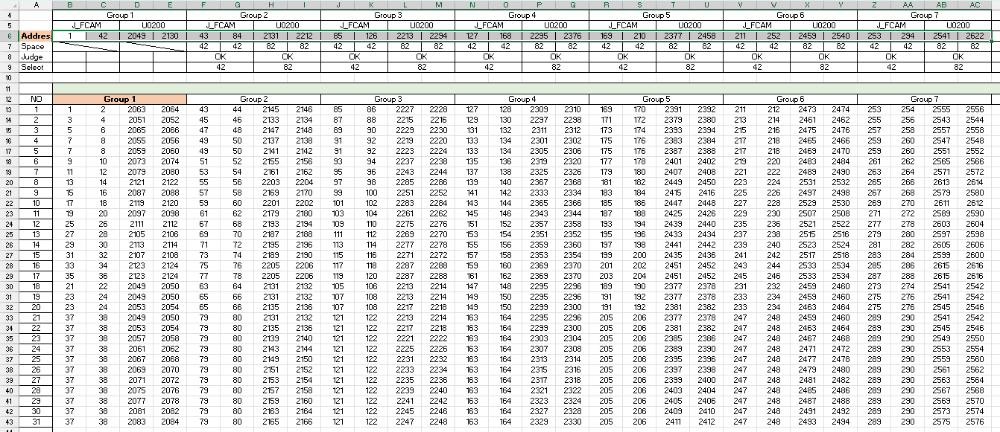 A B C D E F G H I J K L M N O P Q R S T U V W X Y Z AA AB AC
4 Group 1 Group 2 Group 3 Group 4 Group 5 Group 6 Group 7
5 J_FCAM U0200 J_FCAM U0200 J_FCAM U0200 J_FCAM U0200 J_FCAM U0200 J_FCAM U0200 J_FCAM U0200
6 Addres 1 42 2049 2130 43 84 2131 2212 85 126 2213 2294 127 168 2295 2376 169 210 2377 2458 211 252 2459 2540 253 294 2541 2622
7 Space 42 42 82 82 42 42 82 82 42 42 82 82 42 42 82 82 42 42 82 82 42 42 82 82
8 Judge OK OK OK OK OK OK OK OK OK OK OK OK
9 Select 42 82 42 82 42 82 42 82 42 82 42 82
10
11
12 NO Group 1 Group 2 Group 3 Group 4 Group 5 Group 6 Group 7
13 1 1 2 2063 2064 43 44 2145 2146 85 86 2227 2228 127 128 2309 2310 169 170 2391 2392 211 212 2473 2474 253 254 2555 2556
14 2 3 4 2051 2052 45 46 2133 2134 87 88 2215 2216 129 130 2297 2298 171 172 2379 2380 213 214 2461 2462 255 256 2543 2544
15 3 5 6 2065 2066 47 48 2147 2148 89 90 2229 2230 131 132 2311 2312 173 174 2393 2394 215 216 2475 2476 257 258 2557 2558
16 4 7 8 2055 2056 49 50 2137 2138 91 92 2219 2220 133 134 2301 2302 175 176 2383 2384 217 218 2465 2466 259 260 2547 2548
17 5 7 8 2059 2060 49 50 2141 2142 91 92 2223 2224 133 134 2305 2306 175 176 2387 2388 217 218 2469 2470 259 260 2551 2552
18 6 9 10 2073 2074 51 52 2155 2156 93 94 2237 2238 135 136 2319 2320 177 178 2401 2402 219 220 2483 2484 261 262 2565 2566
19 7 11 12 2079 2080 53 54 2161 2162 95 96 2243 2244 137 138 2325 2326 179 180 2407 2408 221 222 2489 2490 263 264 2571 2572
20 8 13 14 2121 2122 55 56 2203 2204 97 98 2285 2286 139 140 2367 2368 181 182 2449 2450 223 224 2531 2532 265 266 2613 2614
21 9 15 16 2087 2088 57 58 2169 2170 99 100 2251 2252 141 142 2333 2334 183 184 2415 2416 225 226 2497 2498 267 268 2579 2580
22 10 17 18 2119 2120 59 60 2201 2202 101 102 2283 2284 143 144 2365 2366 185 186 2447 2448 227 228 2529 2530 269 270 2611 2612
23 11 19 20 2097 2098 61 62 2179 2180 103 104 2261 2262 145 146 2343 2344 187 188 2425 2426 229 230 2507 2508 271 272 2589 2590
24 12 25 26 2111 2112 67 68 2193 2194 109 110 2275 2276 151 152 2357 2358 193 194 2439 2440 235 236 2521 2522 277 278 2603 2604
25 13 27 28 2105 2106 69 70 2187 2188 111 112 2269 2270 153 154 2351 2352 195 196 2433 2434 237 238 2515 2516 279 280 2597 2598
26 14 29 30 2113 2114 71 72 2195 2196 113 114 2277 2278 155 156 2359 2360 197 198 2441 2442 239 240 2523 2524 281 282 2605 2606
27 15 31 32 2107 2108 73 74 2189 2190 115 116 2271 2272 157 158 2353 2354 199 200 2435 2436 241 242 2517 2518 283 284 2599 2600
28 16 33 34 2123 2124 75 76 2205 2206 117 118 2287 2288 159 160 2369 2370 201 202 2451 2452 243 244 2533 2534 285 286 2615 2616
29 17 35 36 2123 2124 77 78 2205 2206 119 120 2287 2288 161 162 2369 2370 203 204 2451 2452 245 246 2533 2534 287 288 2615 2616
30 18 21 22 2049 2050 63 64 2131 2132 105 106 2213 2214 147 148 2295 2296 189 190 2377 2378 231 232 2459 2460 273 274 2541 2542
31 19 23 24 2049 2050 65 66 2131 2132 107 108 2213 2214 149 150 2295 2296 191 192 2377 2378 233 234 2459 2460 275 276 2541 2542
32 20 23 24 2053 2054 65 66 2135 2136 107 108 2217 2218 149 150 2299 2300 191 192 2381 2382 233 234 2463 2464 275 276 2545 2546
33 21 37 38 2049 2050 79 80 2131 2132 121 122 2213 2214 163 164 2295 2296 205 206 2377 2378 247 248 2459 2460 289 290 2541 2542
34 22 37 38 2053 2054 79 80 2135 2136 121 122 2217 2218 163 164 2299 2300 205 206 2381 2382 247 248 2463 2464 289 290 2545 2546
35 23 37 38 2057 2058 79 80 2139 2140 121 122 2221 2222 163 164 2303 2304 205 206 2385 2386 247 248 2467 2468 289 290 2549 2550
36 24 37 38 2061 2062 79 80 2143 2144 121 122 2225 2226 163 164 2307 2308 205 206 2389 2390 247 248 2471 2472 289 290 2553 2554
37 25 37 38 2067 2068 79 80 2149 2150 121 122 2231 2232 163 164 2313 2314 205 206 2395 2396 247 248 2477 2478 289 290 2559 2560
38 26 37 38 2069 2070 79 80 2151 2152 121 122 2233 2234 163 164 2315 2316 205 206 2397 2398 247 248 2479 2480 289 290 2561 2562
39 27 37 38 2071 2072 79 80 2153 2154 121 122 2235 2236 163 164 2317 2318 205 206 2399 2400 247 248 2481 2482 289 290 2563 2564
40 28 37 38 2075 2076 79 80 2157 2158 121 122 2239 2240 163 164 2321 2322 205 206 2403 2404 247 248 2485 2486 289 290 2567 2568
41 29 37 38 2077 2078 79 80 2159 2160 121 122 2241 2242 163 164 2323 2324 205 206 2405 2406 247 248 2487 2488 289 290 2569 2570
42 30 37 38 2081 2082 79 80 2163 2164 121 122 2245 2246 163 164 2327 2328 205 206 2409 2410 247 248 2491 2492 289 290 2573 2574
43 31 37 38 2083 2084 79 80 2165 2166 121 122 2247 2248 163 164 2329 2330 205 206 2411 2412 247 248 2493 2494 289 290 2575 2576